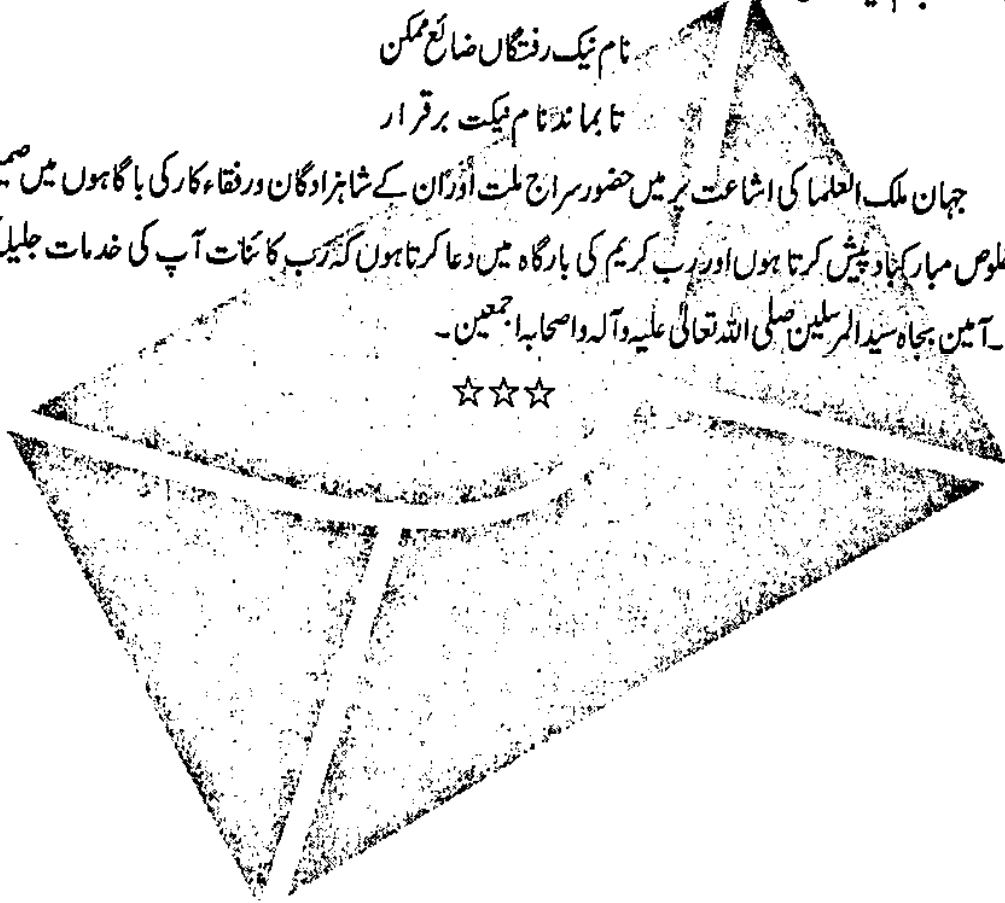 نام نیک رفتگاں ضائع ممکن
تا بماند نام نیکت برقرار
جہان ملک العلما کی اشاعت پر میں حضور سراج ملت اور ان کے شاہزادگان ورفقاء کار کی باگاہوں میں
مبارکباد پیش کرتا ہوں اور رب کریم کی بارگاہ میں دعا کرتا ہوں کہ رب کائنات آپ کی خدمات جلیلہ
۔آمین بجاہ سید المرسلین صلی اللہ تعالیٰ علیہ وآلہ واصحابہ اجمعین۔
☆☆☆